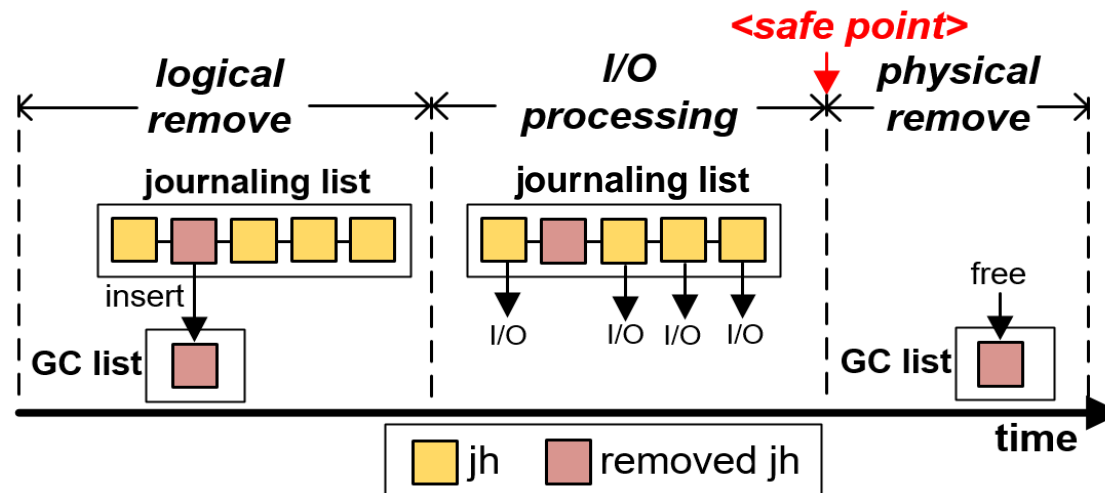 <safe point>
logical
remove
I/O
processing
physical
remove
journaling list
journaling list
insert
I/O
I/O
I/O
I/O
free
GC list
GC list
time
jh
removed jh